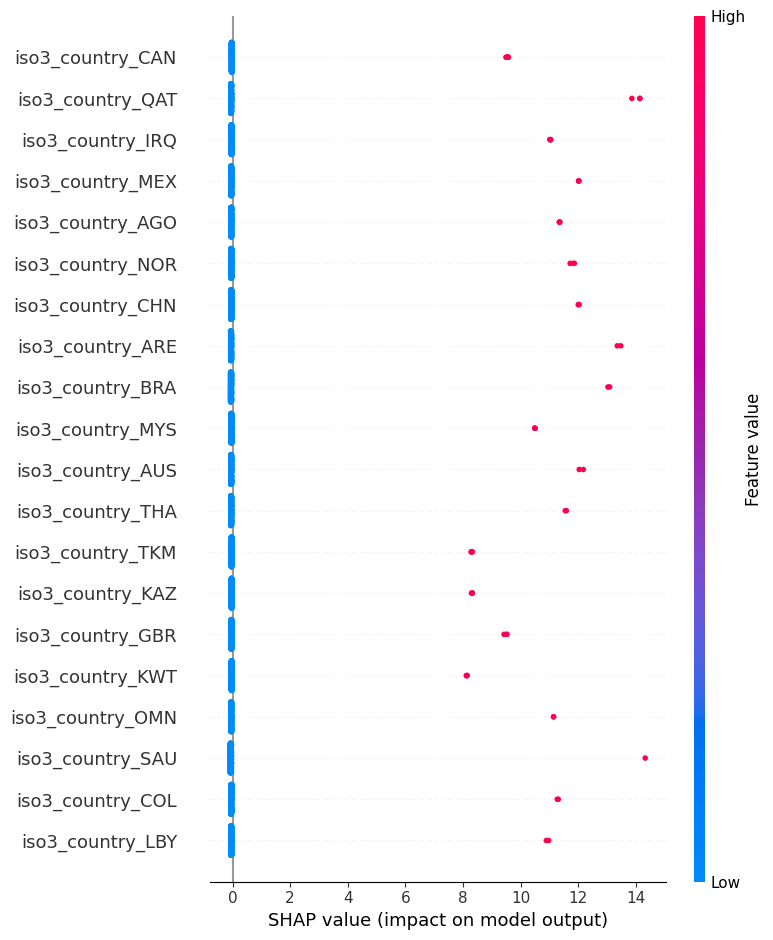 High
iso3_country_CAN
iso3_country_QAT
iso3_country_IRQ
iso3_country_MEX
iso3_country_AGO
iso3_country_NOR
iso3_country_CHN
iso3_country_ARE
iso3_country_BRA
iso3_country_MYS
iso3_country_AUS
iso3_country_THA
iso3_country_TKM
iso3_country_KAZ
iso3_country_GBR
iso3_country_KWT
iso3_country_OMN
iso3_country_SAU
iso3_country_COL
iso3_country_LBY
Feature value
Low
0 2 4 6 8 10 12 14
SHAP value (impact on model output)